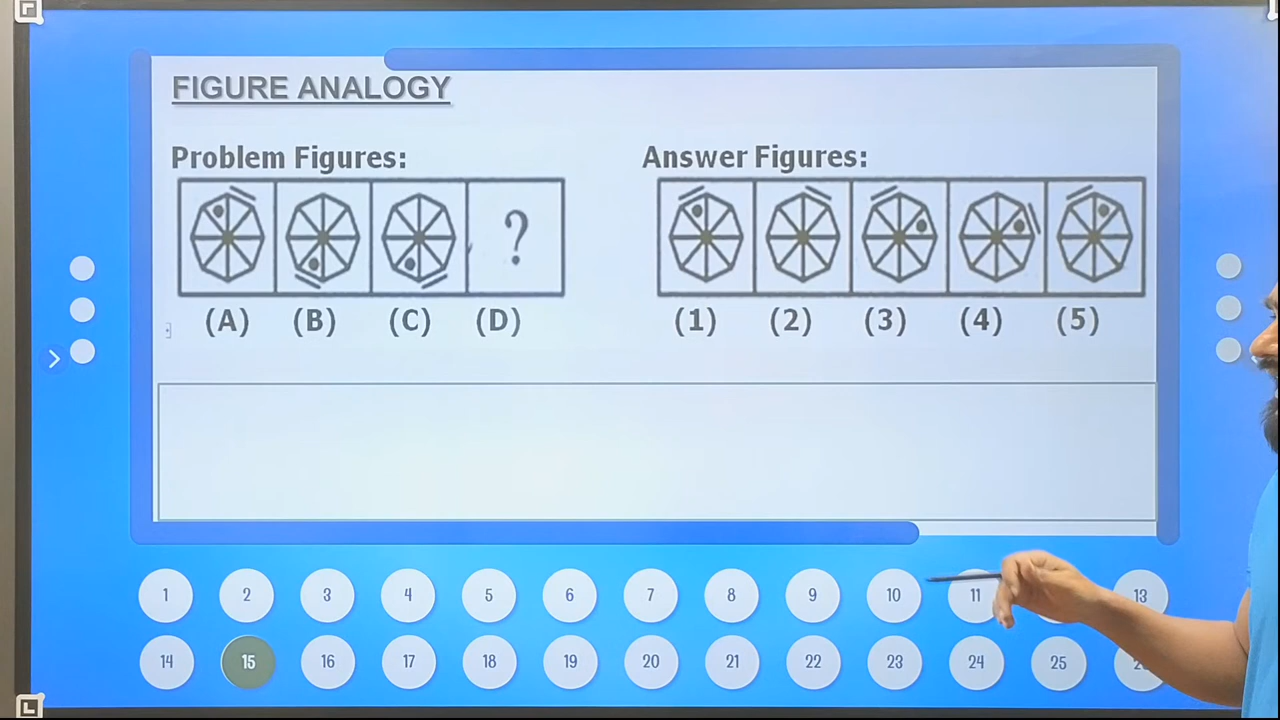 FIGURE ANALOGY
Problem Figures: Answer Figures:
?
(A) (B) (C) (D) (1) (2) (3) (4) (5)
1 2 3 4 5 6 7 8 9 10 11 13
14 15 16 17 18 19 20 21 22 23 24 25